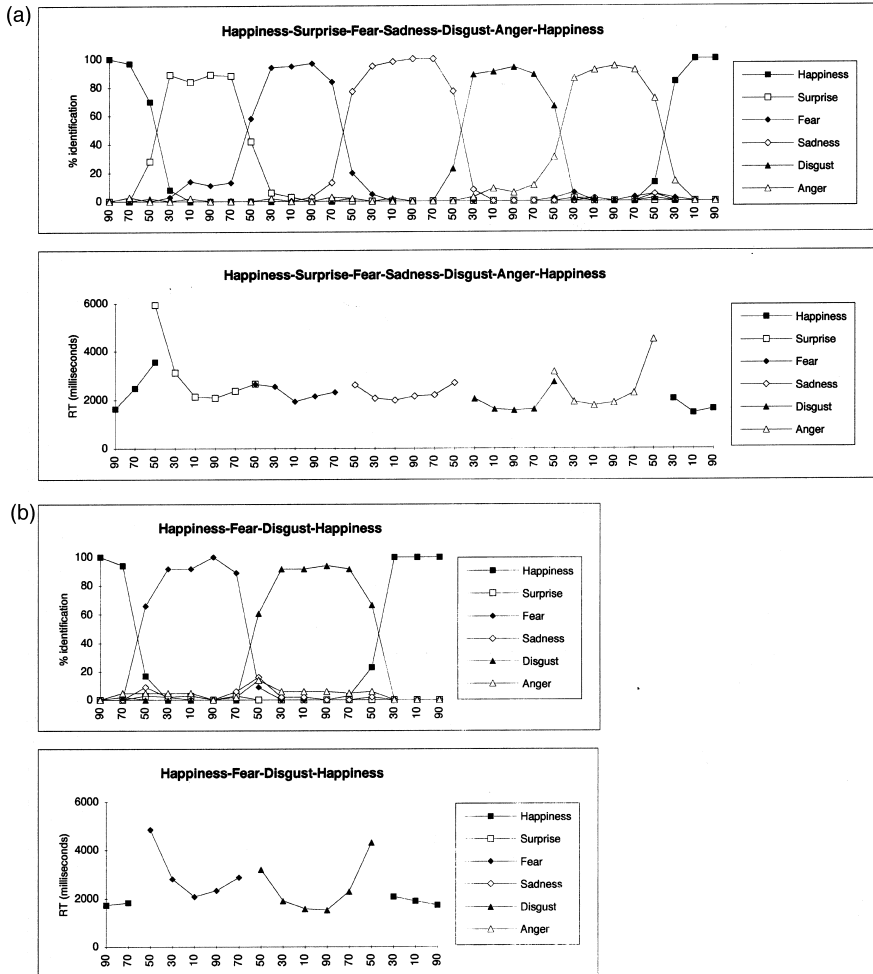 (a)
Happiness-Surprise-Fear-Sadness-Disgust-Anger-Happiness
% identification
100
80
60
40
20
0
90 70 50 30 10 90 70 50 30 10 90 70 50 30 10 90 70 50 30 10 90 70 50 30 10 90 70 50 30 10 90
Happiness
Surprise
Fear
Sadness
Disgust
Anger
Happiness-Surprise-Fear-Sadness-Disgust-Anger-Happiness
RT (milliseconds)
6000
4000
2000
0
90 70 50 30 10 90 70 50 30 10 90 70 50 30 10 90 70 50 30 10 90 70 50 30 10 90 70 50 30 10 90
Happiness
Surprise
Fear
Sadness
Disgust
Anger
(b)
Happiness-Fear-Disgust-Happiness
% identification
100
80
60
40
20
0
90 70 50 30 10 90 70 50 30 10 90 70 50 30 10 90
Happiness
Surprise
Fear
Sadness
Disgust
Anger
Happiness-Fear-Disgust-Happiness
RT (milliseconds)
6000
4000
2000
0
90 70 50 30 10 90 70 50 30 10 90 70 50 30 10 90
Happiness
Surprise
Fear
Sadness
Disgust
Anger